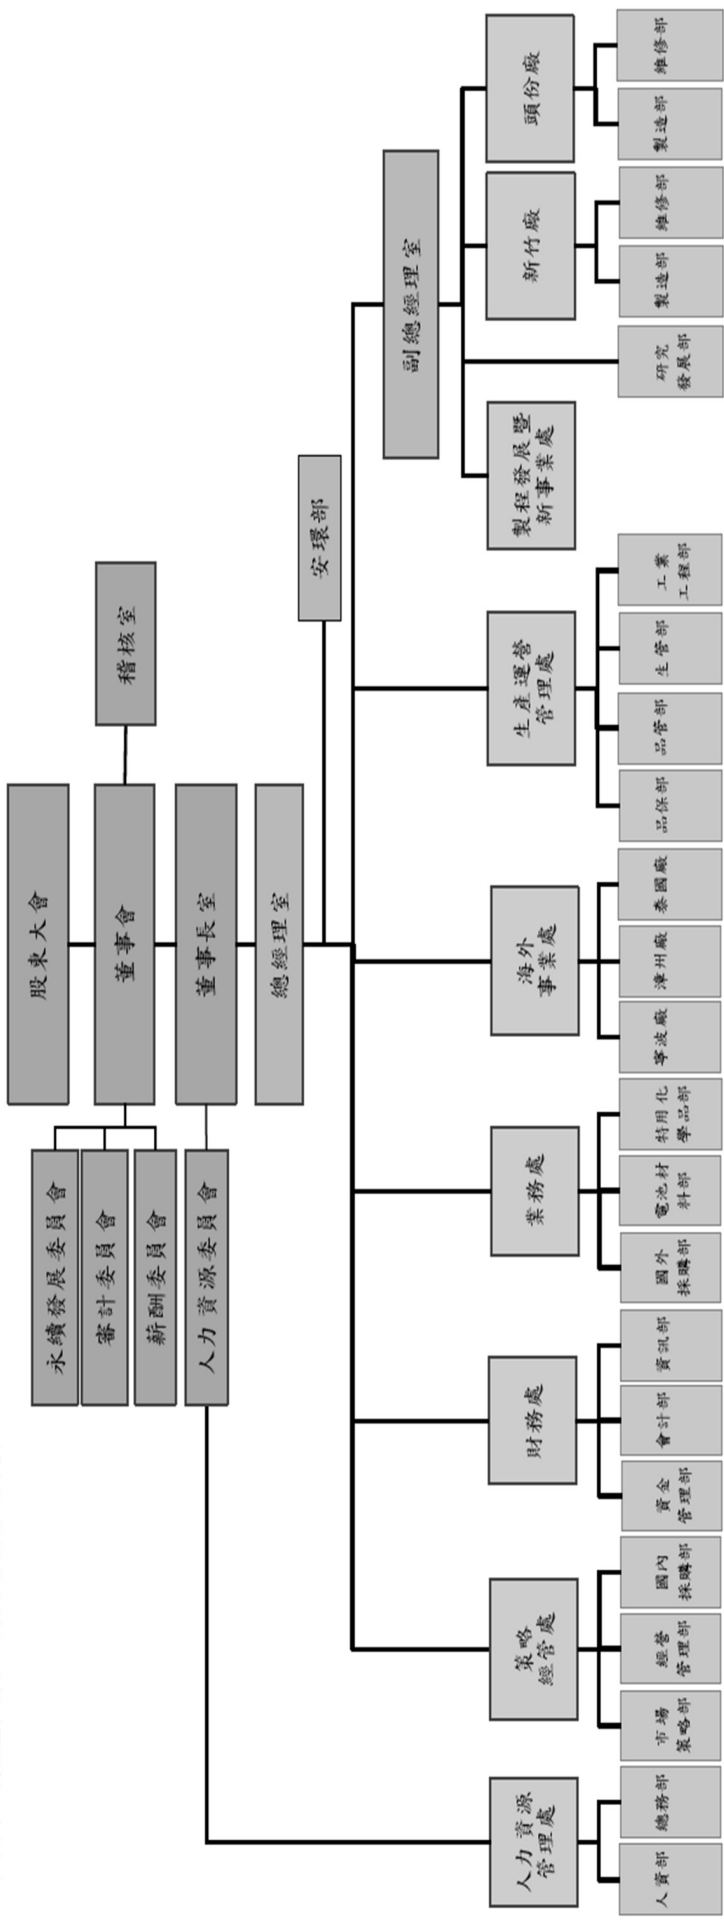 股東大會
董事會
稽核室
永續發展委員會
審計委員會
薪酬委員會
董事長室
人力資源委員會
總經理室
安環部
副總經理室
人力資源
管理處
策略
經管處
財務處
業務處
海外
事業處
生產運營
管理處
製程發展暨
新事業處
新竹廠
頭份廠
人資部
總務部
市場
策略部
經營
管理部
國內
採購部
資金
管理部
會計部
資訊部
國外
採購部
電池材
料部
特用化
學品部
寧波廠
漳州廠
泰國廠
品保部
品管部
生管部
工業
工程部
研究
發展部
製造部
維修部
製造部
維修部